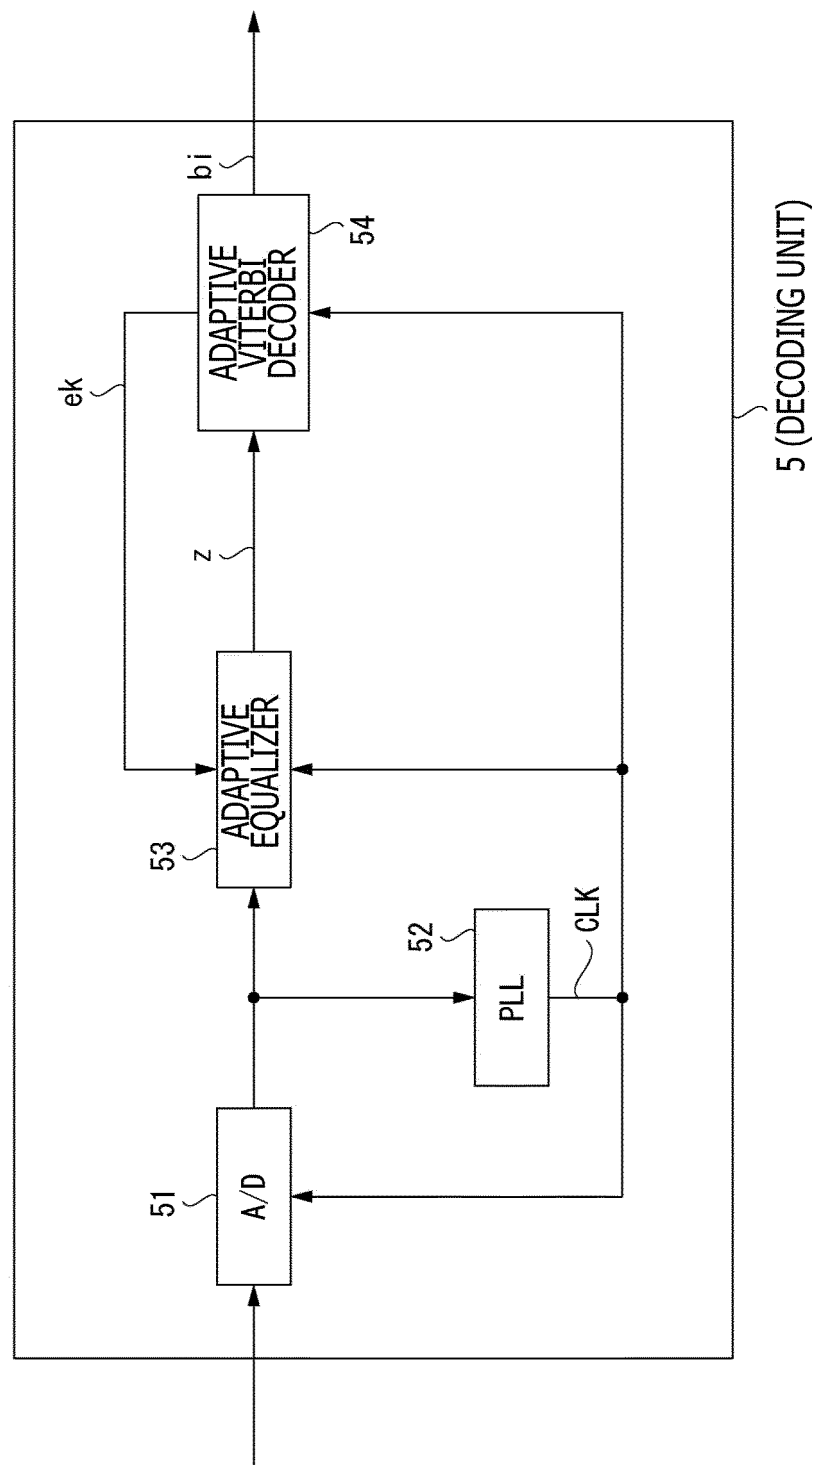 5 (DECODING UNIT)
ek
z
bi
51
A/D
53
ADAPTIVE
EQUALIZER
ADAPTIVE
VITERBI
DECODER
54
52
PLL
CLK